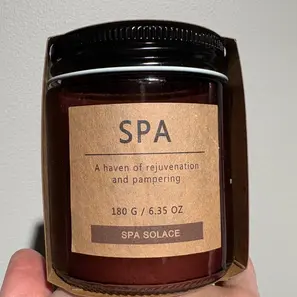 SPA
A haven of rejuvenation
and pampering
180 G / 6.35 OZ
SPA SOLACE